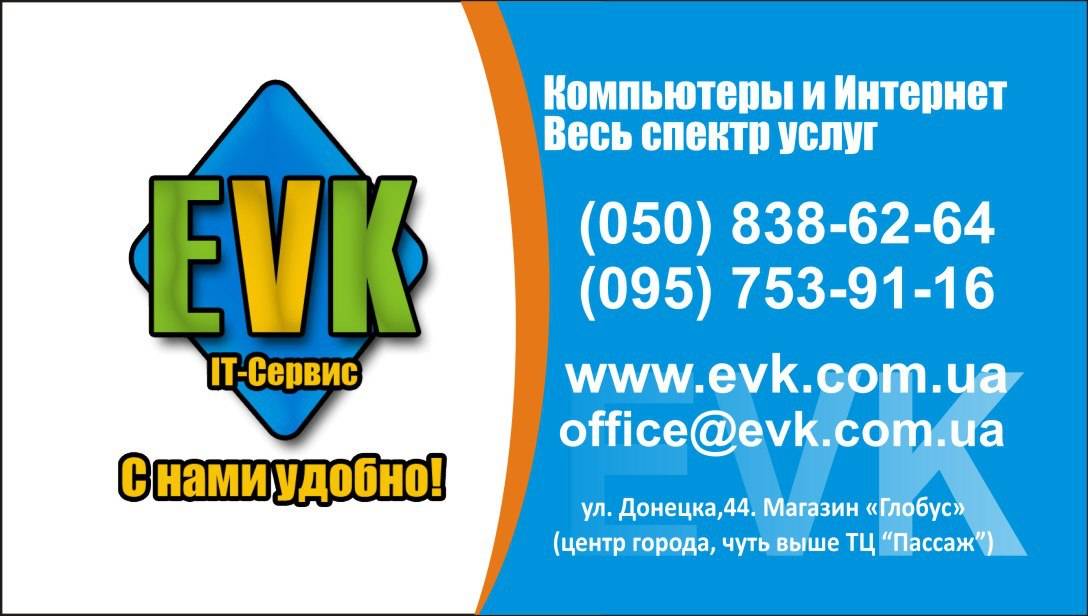 EVK
IT-Сервис
С нами удобно!
Компьютеры и Интернет
Весь спектр услуг
(050) 838-62-64
(095) 753-91-16
www.evk.com.ua
office@evk.com.ua
EVK
ул. Донецка,44. Магазин «Глобус»
(центр города, чуть выше ТЦ “Пассаж”)